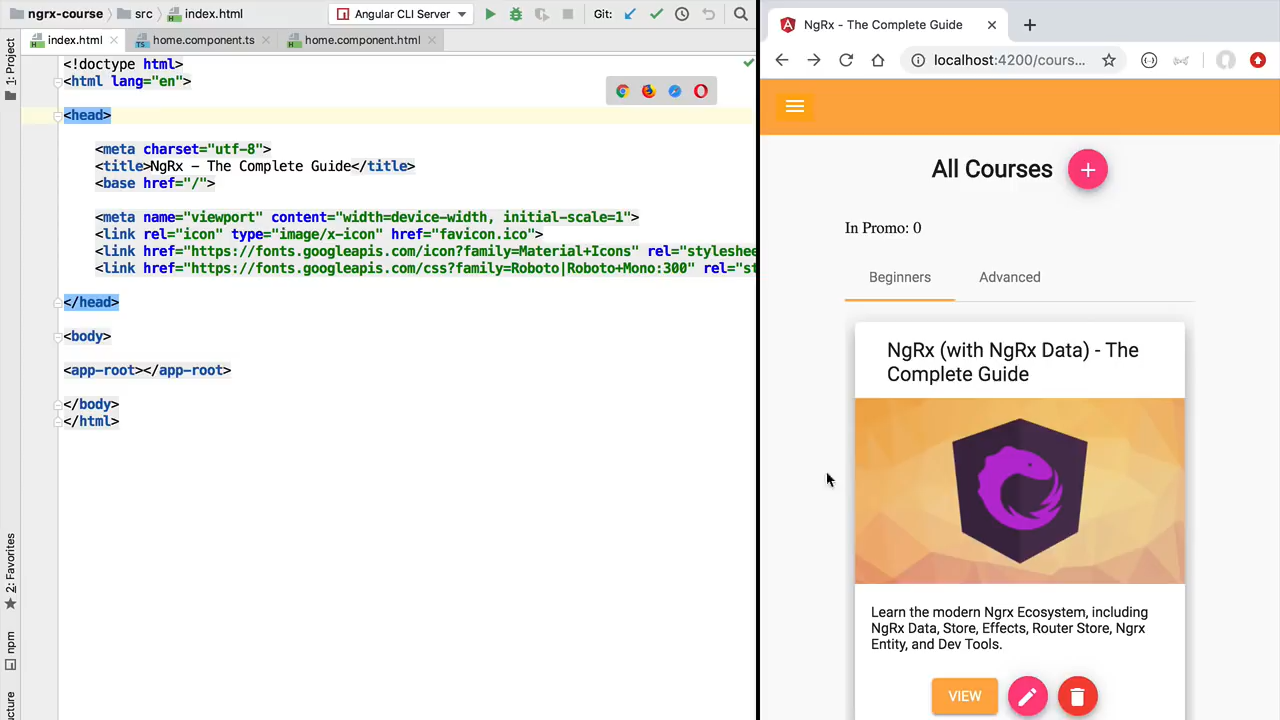 ngrx-course
src
index.html
Angular CLI Server
Git:
index.html
home.component.ts
home.component.html
1: Project
2: Favorites
npm
<!doctype html>
<html lang="en">
<head>
<meta charset="utf-8">
<title>NgRx – The Complete Guide</title>
<base href="/">
<meta name="viewport" content="width=device-width, initial-scale=1">
<link rel="icon" type="image/x-icon" href="favicon.ico">
<link href="https://fonts.googleapis.com/icon?family=Material+Icons" rel="styleshee
<link href="https://fonts.googleapis.com/css?family=Roboto|Roboto+Mono:300" rel="st
</head>
<body>
<app-root></app-root>
</body>
</html>
NgRx - The Complete Guide
localhost:4200/cours...
All Courses
In Promo: 0
Beginners
Advanced
NgRx (with NgRx Data) - The
Complete Guide
Learn the modern Ngrx Ecosystem, including
NgRx Data, Store, Effects, Router Store, Ngrx
Entity, and Dev Tools.
VIEW